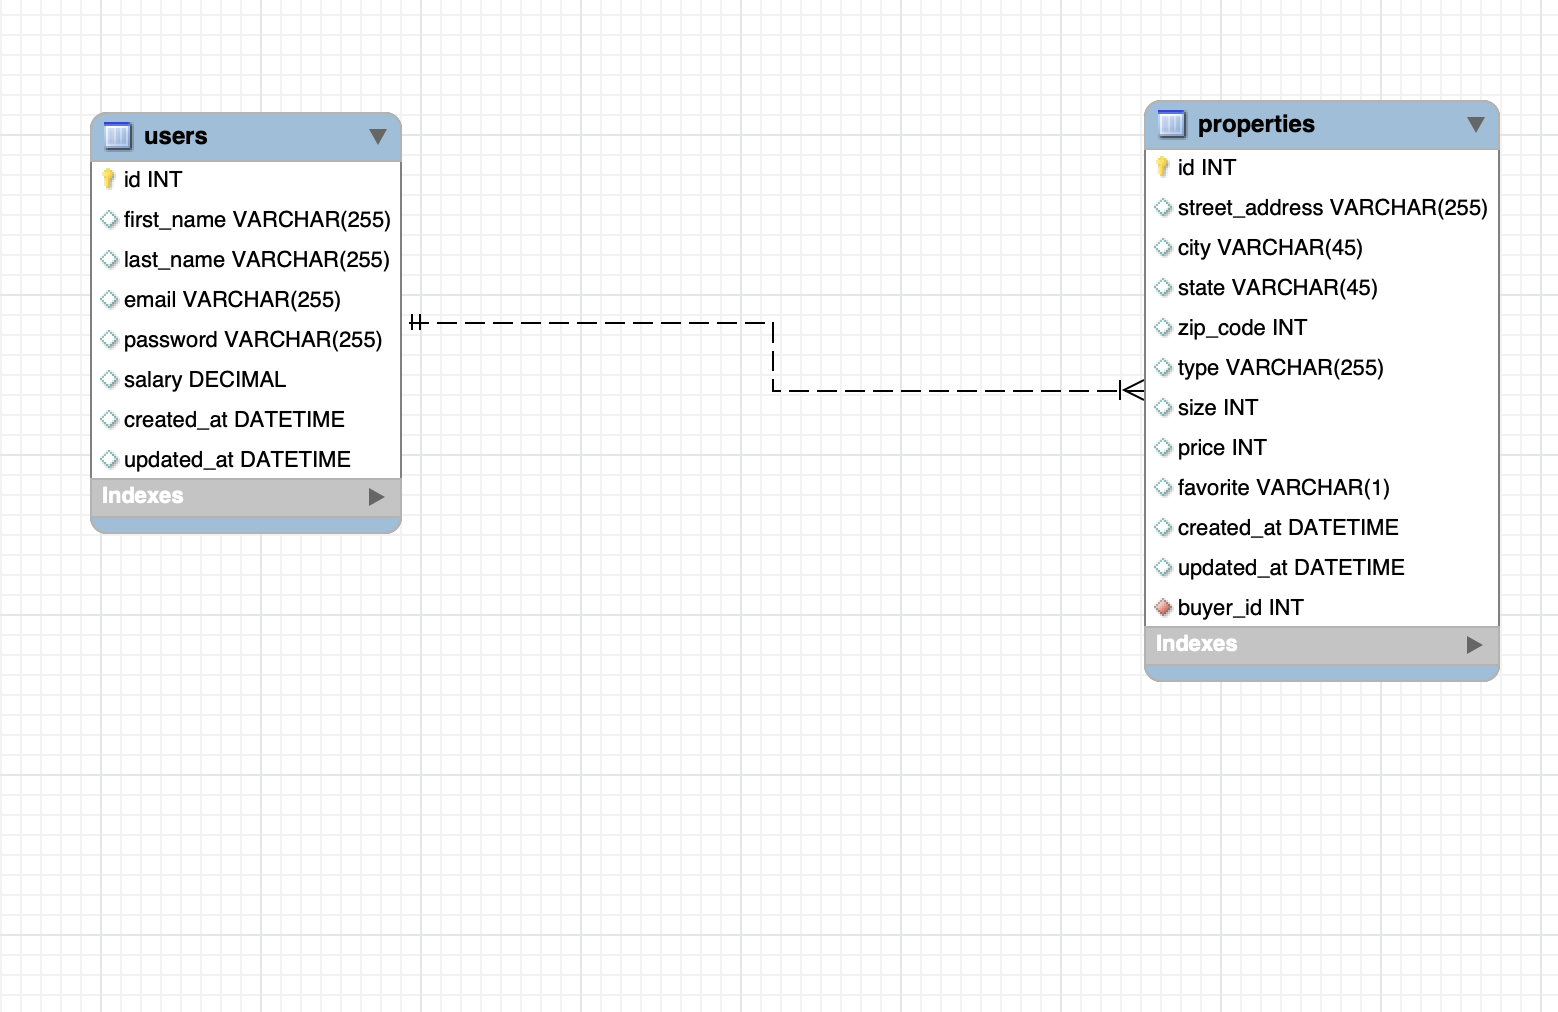 users
id INT
first_name VARCHAR(255)
last_name VARCHAR(255)
email VARCHAR(255)
password VARCHAR(255)
salary DECIMAL
created_at DATETIME
updated_at DATETIME
Indexes
properties
id INT
street_address VARCHAR(255)
city VARCHAR(45)
state VARCHAR(45)
zip_code INT
type VARCHAR(255)
size INT
price INT
favorite VARCHAR(1)
created_at DATETIME
updated_at DATETIME
buyer_id INT
Indexes